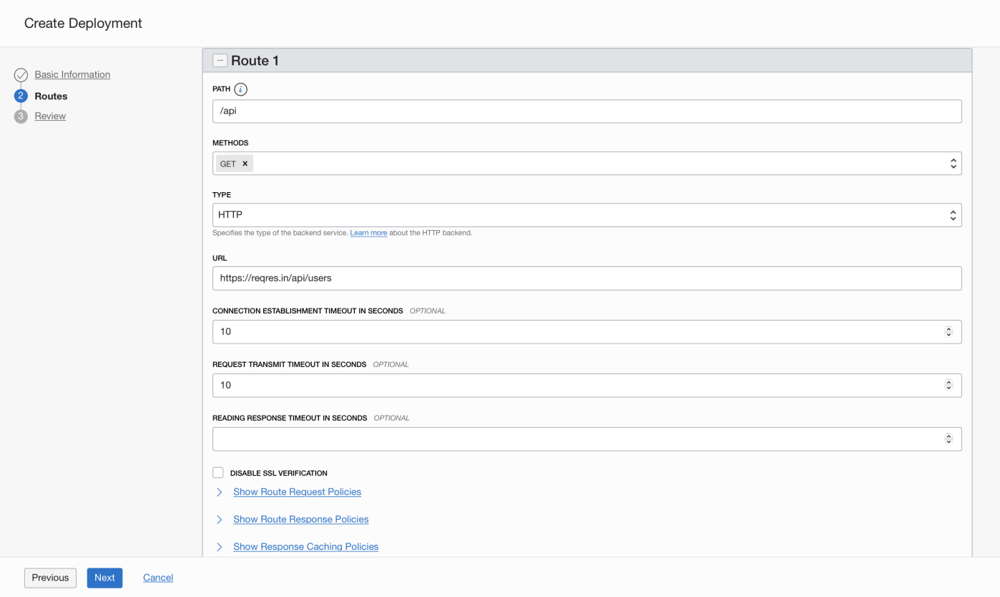 Create Deployment
Basic Information
2 Routes
3 Review
Route 1
PATH i
/api
METHODS
GET ×
TYPE
HTTP
Specifies the type of the backend service. Learn more about the HTTP backend.
URL
https://reqres.in/api/users
CONNECTION ESTABLISHMENT TIMEOUT IN SECONDS OPTIONAL
10
REQUEST TRANSMIT TIMEOUT IN SECONDS OPTIONAL
10
READING RESPONSE TIMEOUT IN SECONDS OPTIONAL
DISABLE SSL VERIFICATION
Show Route Request Policies
Show Route Response Policies
Show Response Caching Policies
Previous Next Cancel